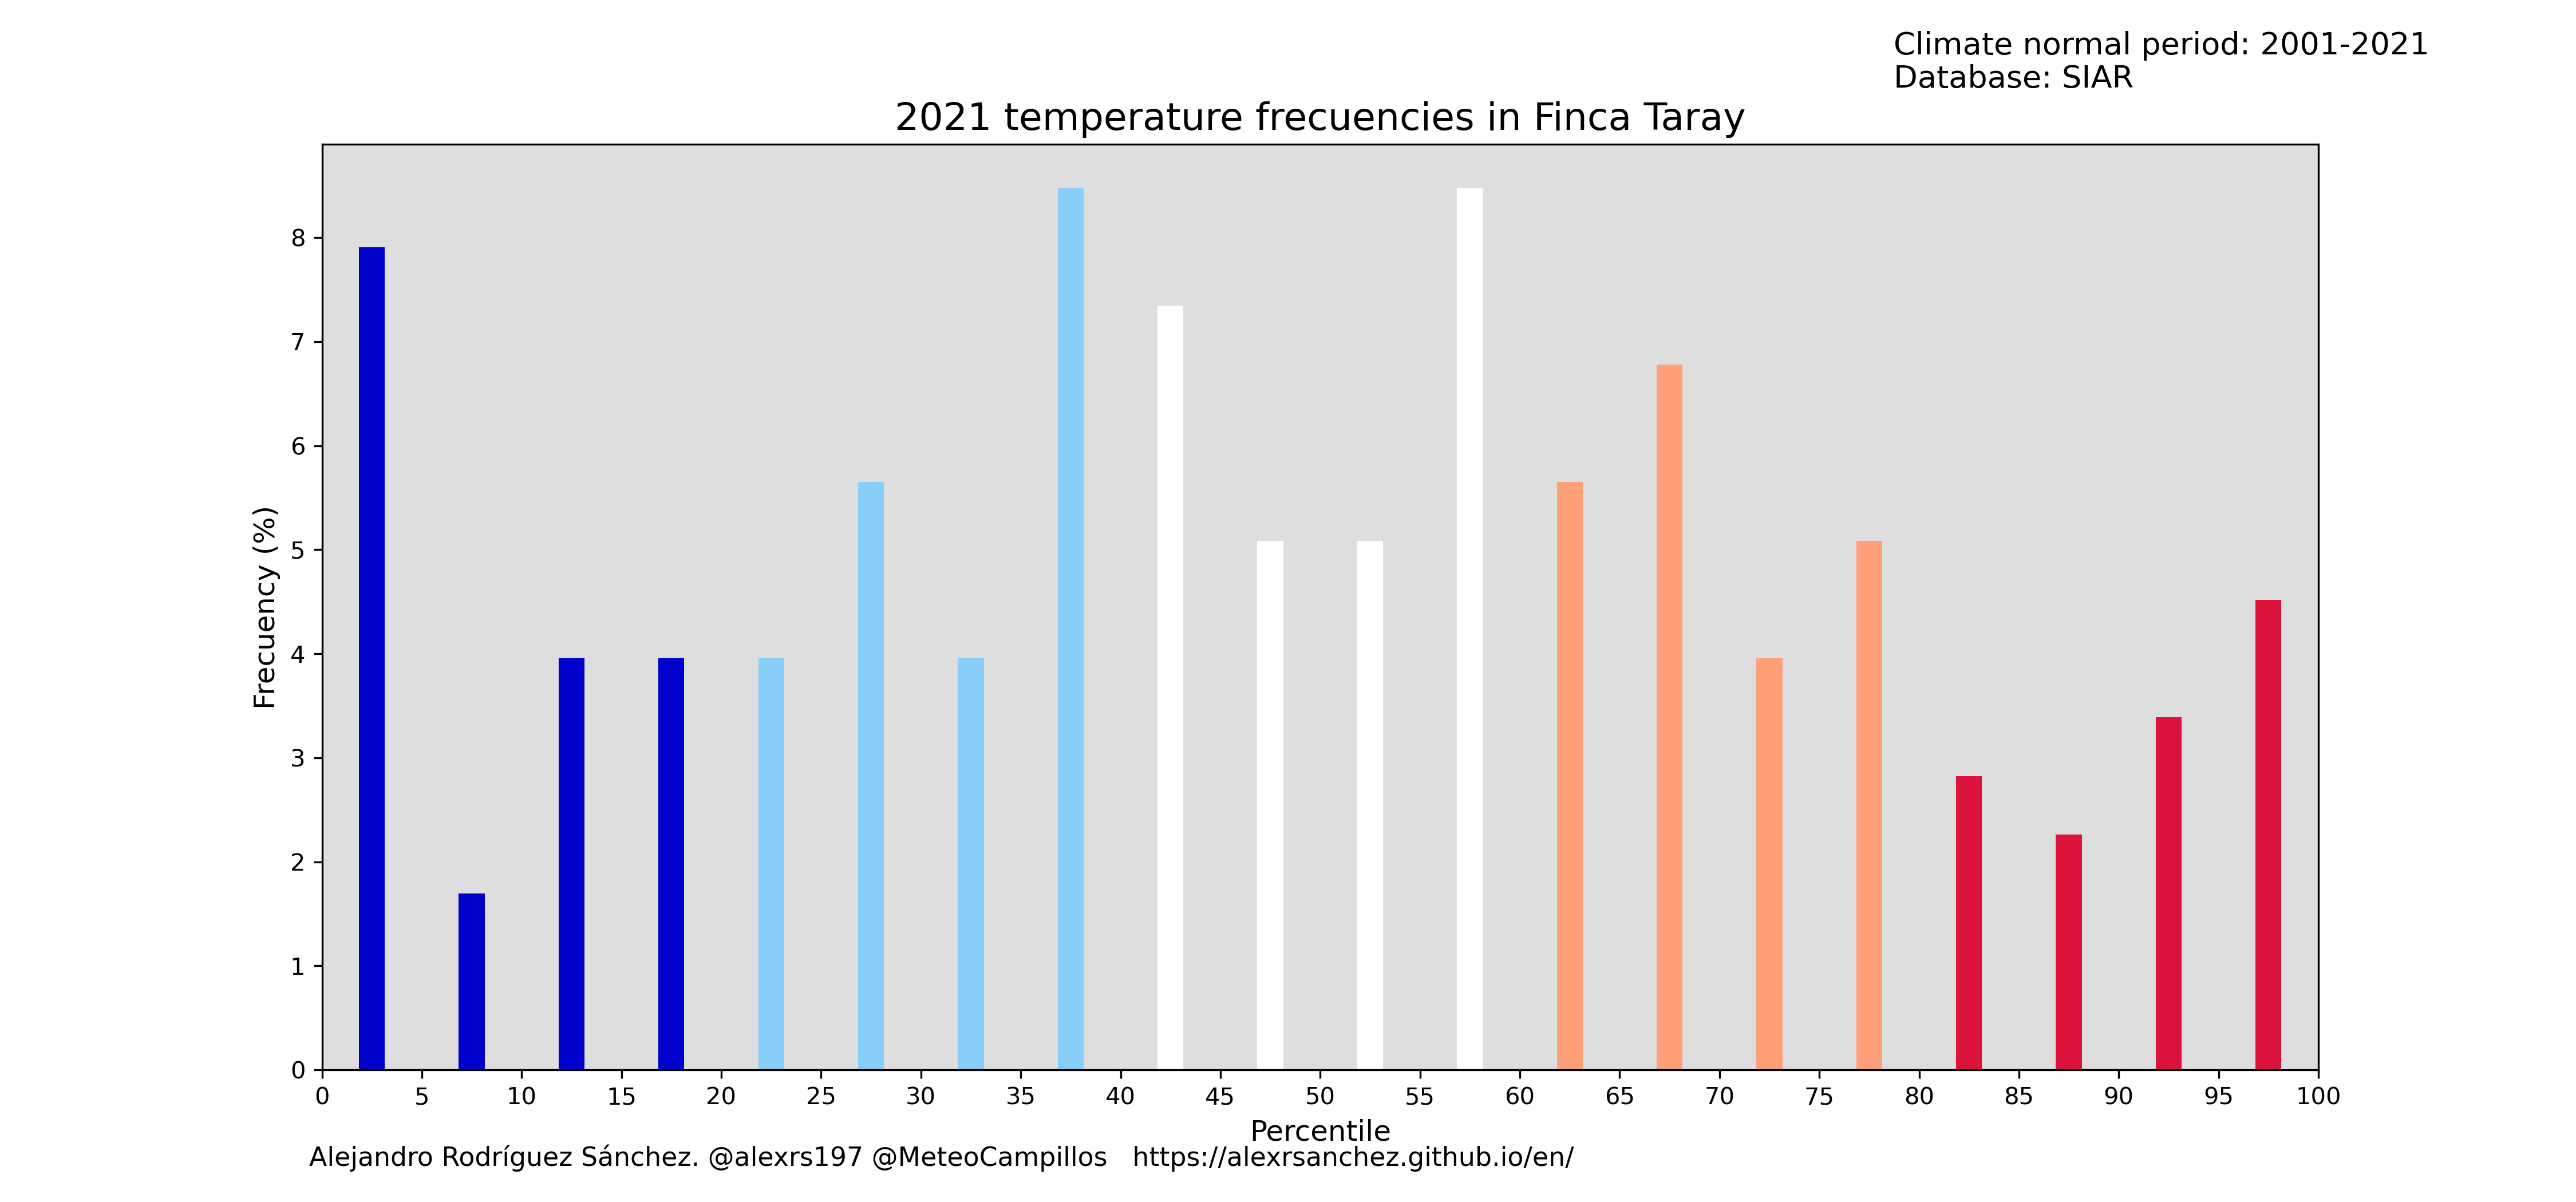 Climate normal period: 2001-2021
Database: SIAR
2021 temperature frecuencies in Finca Taray
Frecuency (%)
8
7
6
5
4
3
2
1
0
0 5 10 15 20 25 30 35 40 45 50 55 60 65 70 75 80 85 90 95 100
Percentile
Alejandro Rodríguez Sánchez. @alexrs197 @MeteoCampillos https://alexrsanchez.github.io/en/